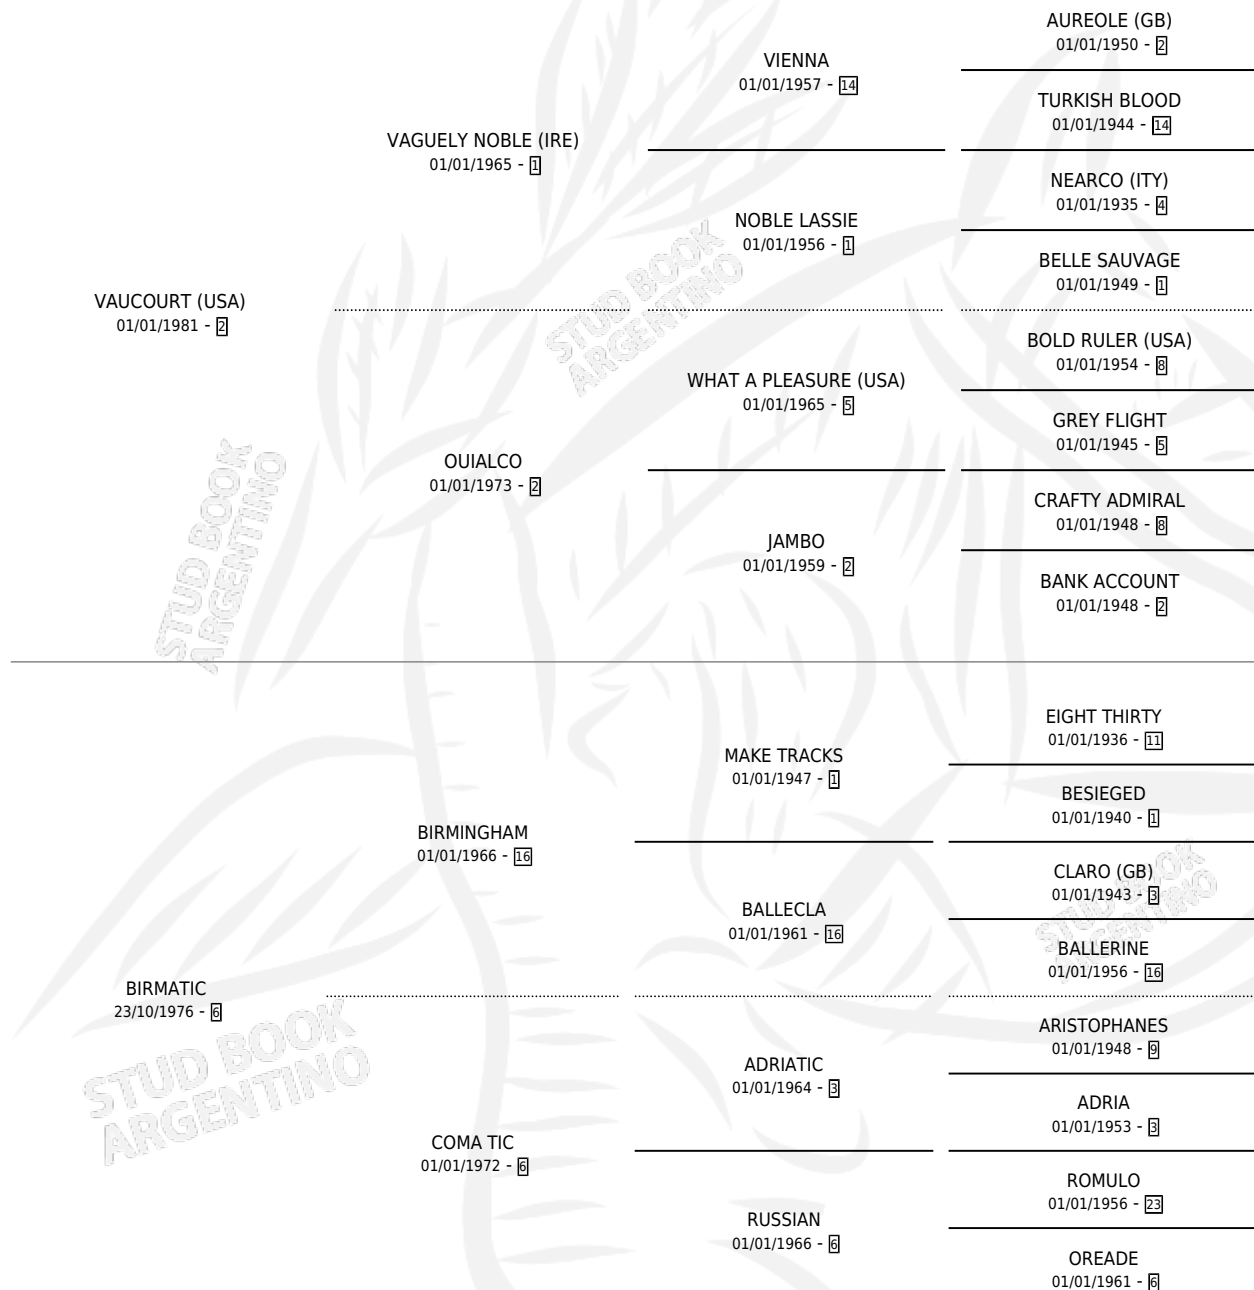 AUREOLE (GB)
01/01/1950 - 2
VIENNA
01/01/1957 - 14
TURKISH BLOOD
01/01/1944 - 14
VAGUELY NOBLE (IRE)
01/01/1965 - 1
NEARCO (ITY)
01/01/1935 - 4
NOBLE LASSIE
01/01/1956 - 1
BELLE SAUVAGE
01/01/1949 - 1
VAUCOURT (USA)
01/01/1981 - 2
STUD BOOK
ARGENTINO
BOLD RULER (USA)
01/01/1954 - 8
WHAT A PLEASURE (USA)
01/01/1965 - 5
GREY FLIGHT
01/01/1945 - 5
OUIALCO
01/01/1973 - 2
CRAFTY ADMIRAL
01/01/1948 - 8
JAMBO
01/01/1959 - 2
BANK ACCOUNT
01/01/1948 - 2
STUD BOOK
ARGENTINO
EIGHT THIRTY
01/01/1936 - 11
MAKE TRACKS
01/01/1947 - 1
BESIEGED
01/01/1940 - 1
BIRMINGHAM
01/01/1966 - 16
CLARO (GB)
01/01/1943 - 3
BALLECLA
01/01/1961 - 16
STUD BOOK
ARGENTINO
BALLERINE
01/01/1956 - 16
BIRMATIC
23/10/1976 - 6
ARISTOPHANES
01/01/1948 - 9
STUD BOOK
ARGENTINO
ADRIATIC
01/01/1964 - 3
ADRIA
01/01/1953 - 3
COMA TIC
01/01/1972 - 6
ROMULO
01/01/1956 - 23
RUSSIAN
01/01/1966 - 6
OREADE
01/01/1961 - 6